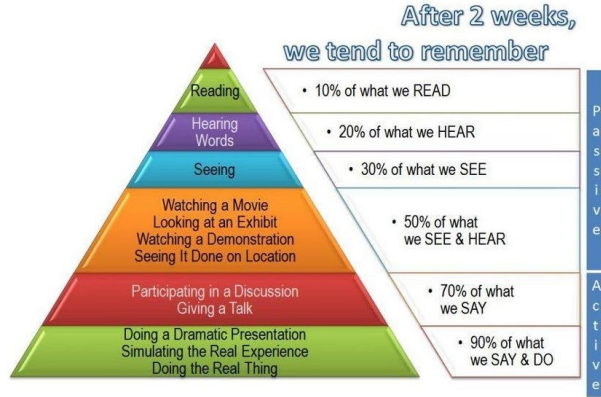 After 2 weeks,
we tend to remember
Reading
• 10% of what we READ
Hearing
Words
• 20% of what we HEAR
Seeing
• 30% of what we SEE
Watching a Movie
Looking at an Exhibit
Watching a Demonstration
Seeing It Done on Location
• 50% of what
we SEE & HEAR
Participating in a Discussion
Giving a Talk
• 70% of what
we SAY
Doing a Dramatic Presentation
Simulating the Real Experience
Doing the Real Thing
• 90% of what
we SAY & DO
Passive
Active